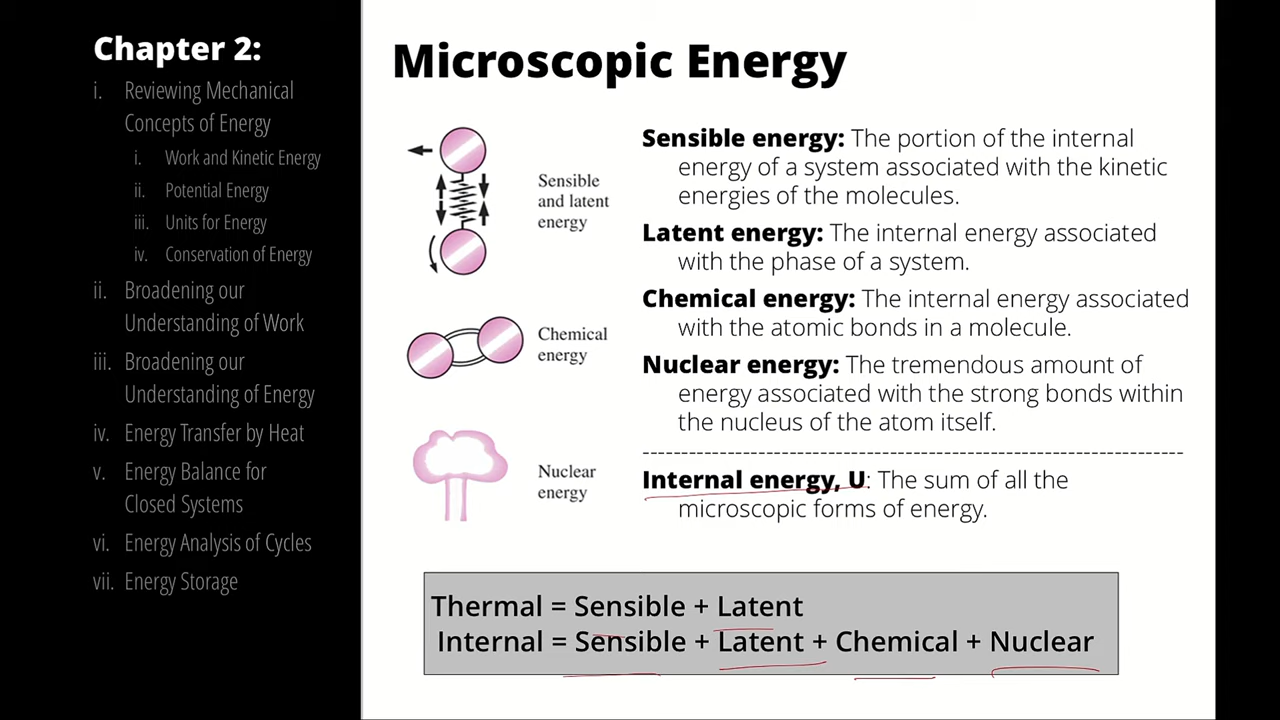 Chapter 2:
i. Reviewing Mechanical
Concepts of Energy
i. Work and Kinetic Energy
ii. Potential Energy
iii. Units for Energy
iv. Conservation of Energy
ii. Broadening our
Understanding of Work
iii. Broadening our
Understanding of Energy
iv. Energy Transfer by Heat
v. Energy Balance for
Closed Systems
vi. Energy Analysis of Cycles
vii. Energy Storage
Microscopic Energy
Sensible
and latent
energy
Chemical
energy
Nuclear
energy
Sensible energy: The portion of the internal
energy of a system associated with the kinetic
energies of the molecules.
Latent energy: The internal energy associated
with the phase of a system.
Chemical energy: The internal energy associated
with the atomic bonds in a molecule.
Nuclear energy: The tremendous amount of
energy associated with the strong bonds within
the nucleus of the atom itself.
Internal energy, U: The sum of all the
microscopic forms of energy.
Thermal = Sensible + Latent
Internal = Sensible + Latent + Chemical + Nuclear